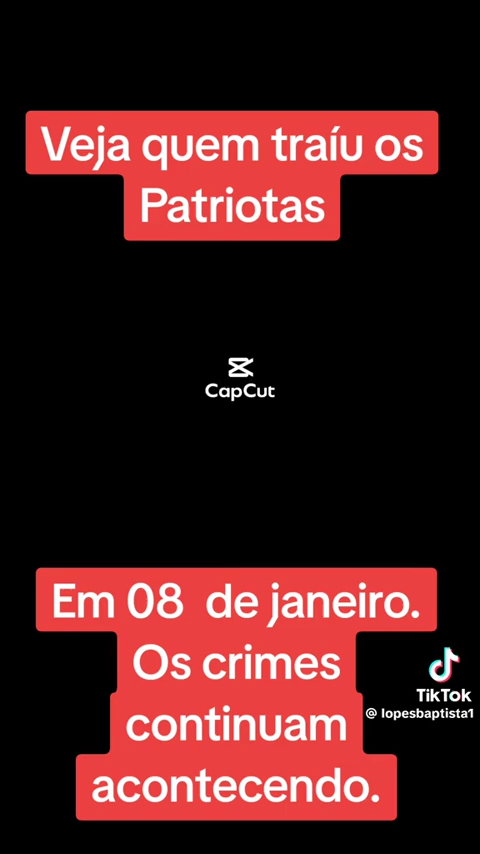 Veja quem traíu os
Patriotas
CapCut
Em 08 de janeiro.
Os crimes
continuam
acontecendo.
TikTok
@ lopesbaptista1